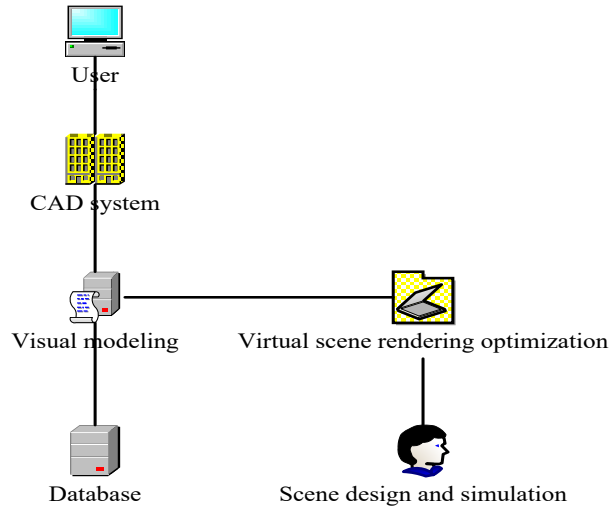 User
CAD system
Visual modeling
Virtual scene rendering optimization
Database
Scene design and simulation